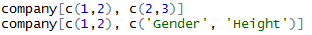 company[c(1,2), c(2,3)]
company[c(1,2), c('Gender', 'Height')]